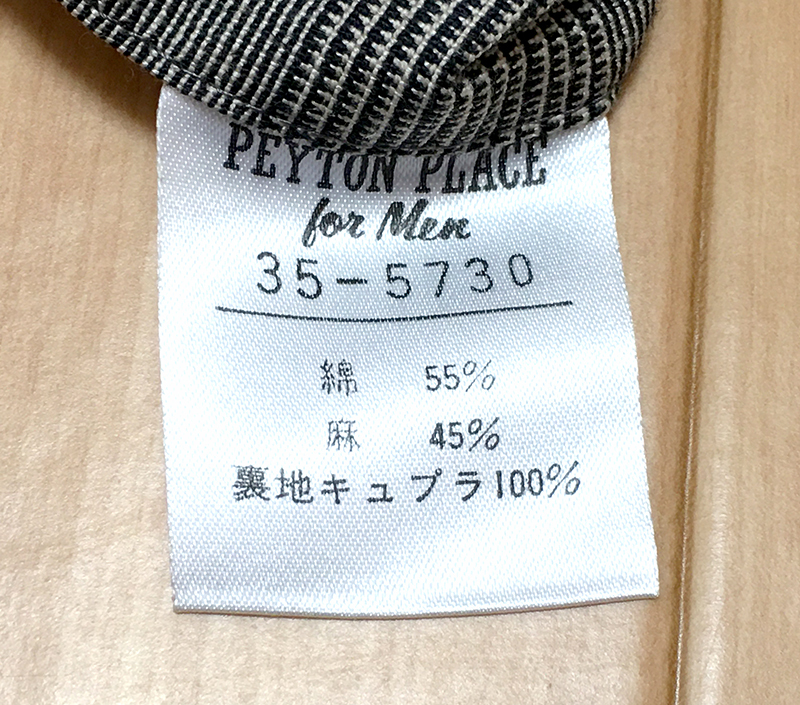 PEYTON PLACE
for Men
35-5730
綿 55%
麻 45%
裏地キュプラ100%